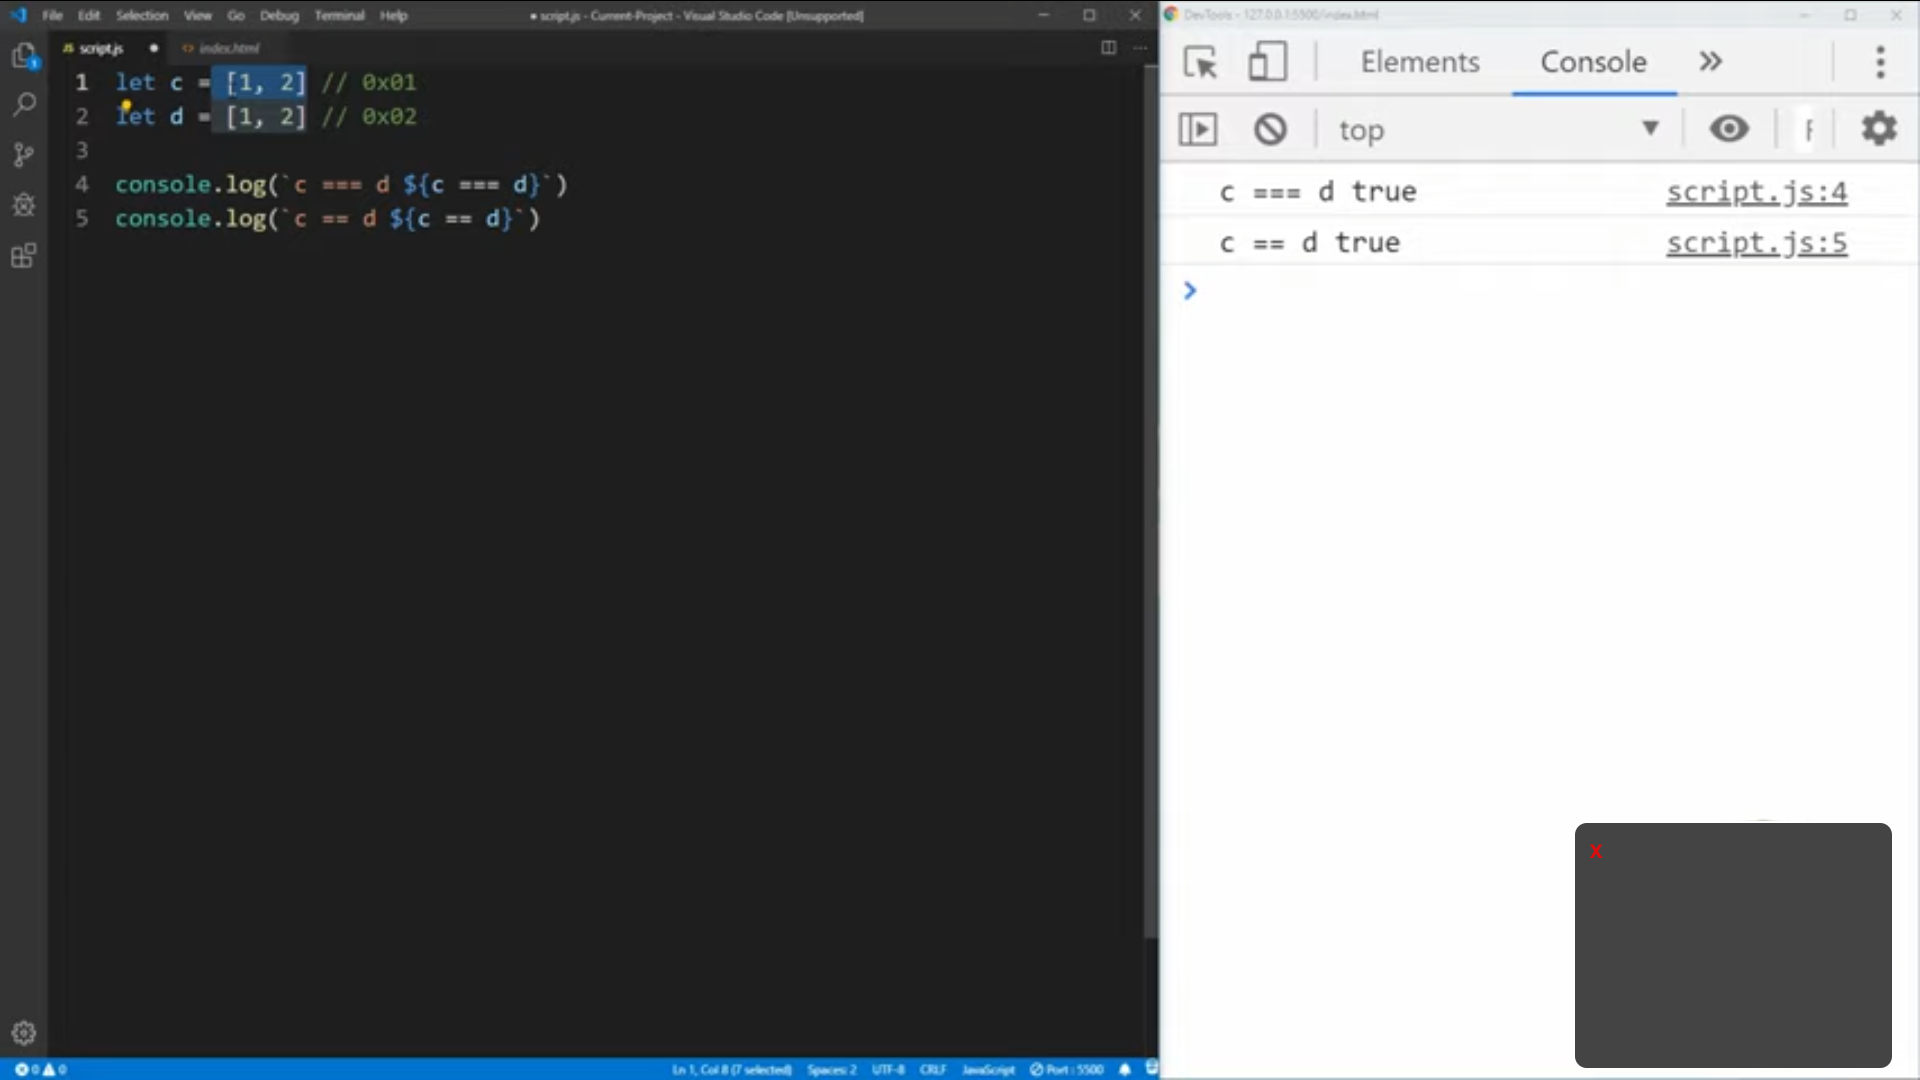 File Edit Selection View Go Debug Terminal Help
● script.js - Current-Project - Visual Studio Code [Unsupported]
JS script.js ●
<> index.html
1 let c = [1, 2] // 0x01
2 let d = [1, 2] // 0x02
3
4 console.log(`c === d ${c === d}`)
5 console.log(`c == d ${c == d}`)
1
0 0
Ln 1, Col 8 (7 selected) Spaces: 2 UTF-8 CRLF JavaScript Port : 5500
DevTools - 127.0.0.1:5500/index.html
Elements Console »
top ▼ F
c === d true script.js:4
c == d true script.js:5
>
X